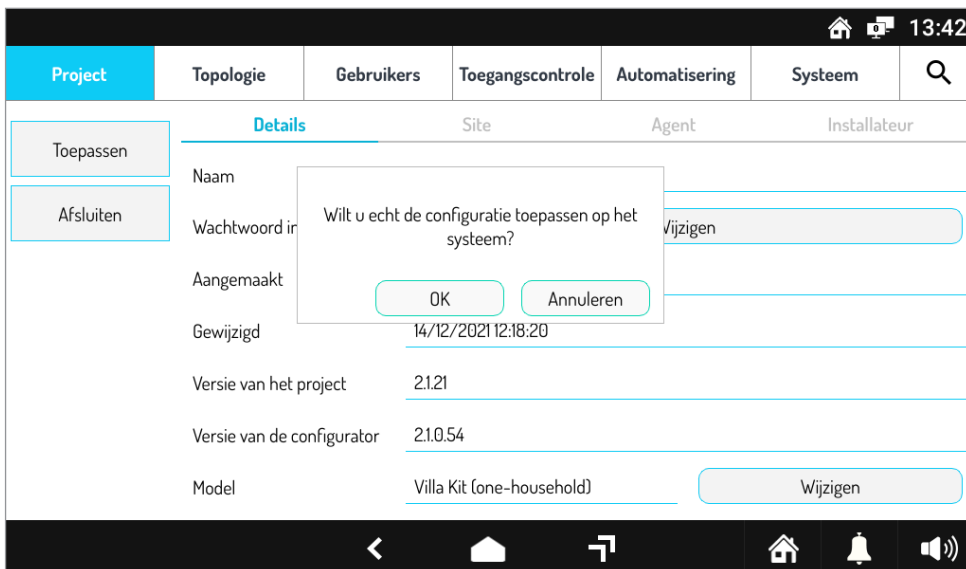 13:42
Project
Topologie
Gebruikers
Toegangscontrole
Automatisering
Systeem
Details
Site
Agent
Installateur
Toepassen
Afsluiten
Naam
Wachtwoord in
Wijzigen
Wilt u echt de configuratie toepassen op het
systeem?
OK
Annuleren
Aangemaakt
Gewijzigd
14/12/2021 12:18:20
Versie van het project
2.1.21
Versie van de configurator
2.1.0.54
Model
Villa Kit (one-household)
Wijzigen